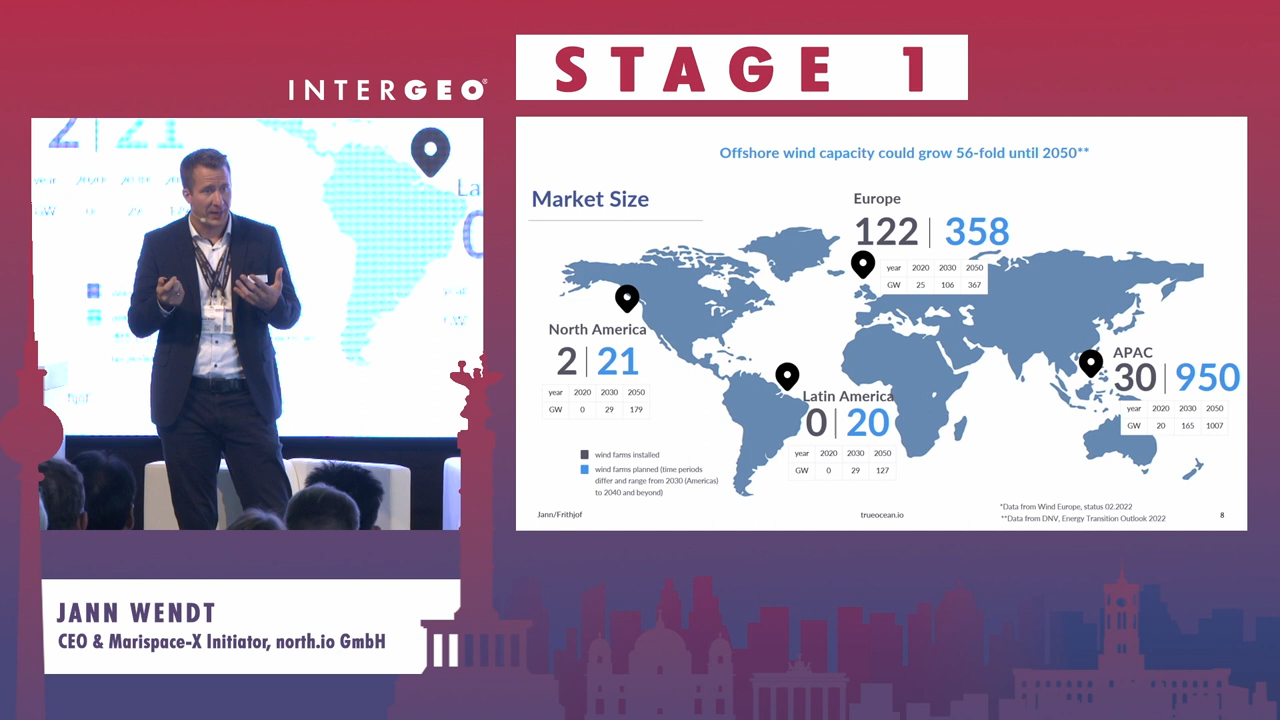 INTERGEO®
STAGE 1
2 | 21
La
year
GW
Offshore wind capacity could grow 56-fold until 2050**
Market Size
Europe
122 | 358
year 2020 2030 2050
GW 25 106 367
North America
2 | 21
year 2020 2030 2050
GW 0 29 179
APAC
30 | 950
year 2020 2030 2050
GW 20 165 1007
Latin America
0 | 20
year 2020 2030 2050
GW 0 29 127
wind farms installed
wind farms planned (time periods
differ and range from 2030 (Americas)
to 2040 and beyond)
Jann/Frithjof
trueocean.io
*Data from Wind Europe, status 02.2022
**Data from DNV, Energy Transition Outlook 2022
8
JANN WENDT
CEO & Marispace-X Initiator, north.io GmbH